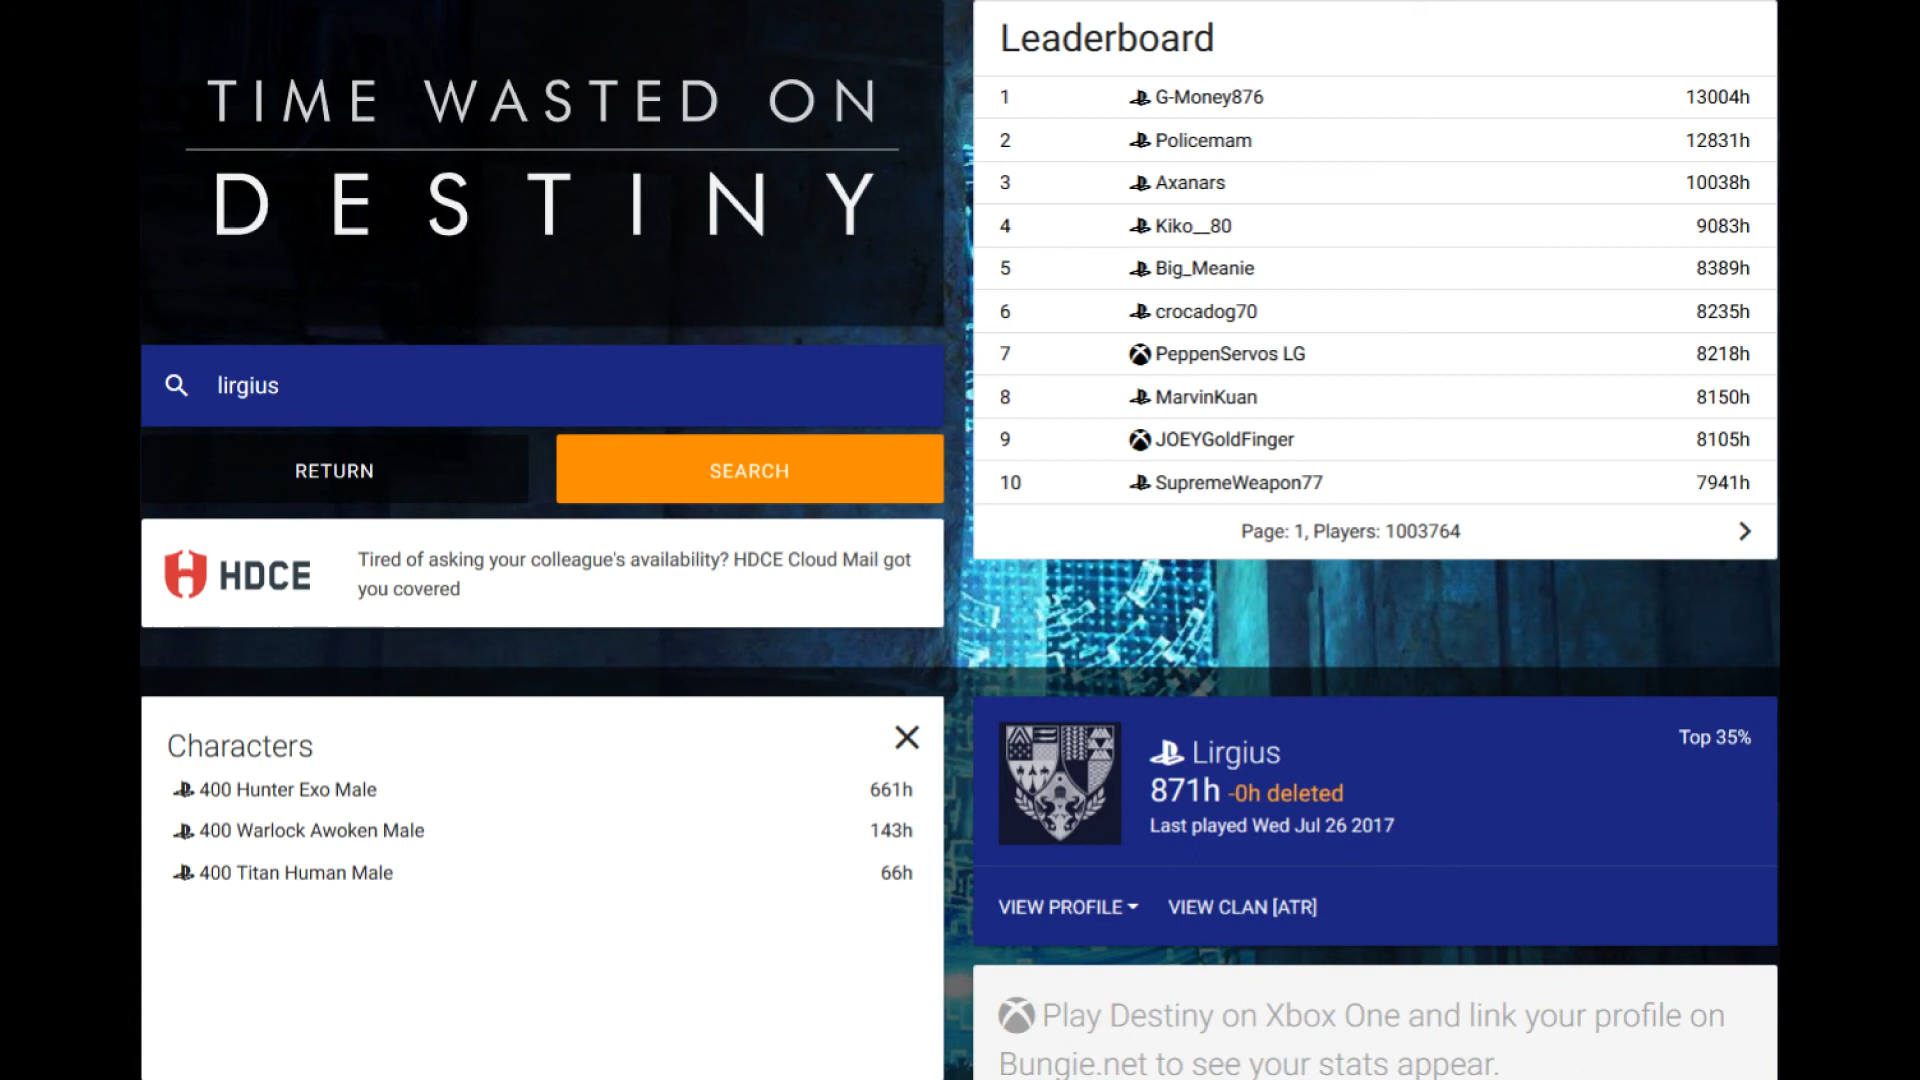 TIME WASTED ON
DESTINY
lirgius
RETURN
SEARCH
HDCE
Tired of asking your colleague's availability? HDCE Cloud Mail got
you covered
Leaderboard
1 G-Money876 13004h
2 Policemam 12831h
3 Axanars 10038h
4 Kiko__80 9083h
5 Big_Meanie 8389h
6 crocadog70 8235h
7 PeppenServos LG 8218h
8 MarvinKuan 8150h
9 JOEYGoldFinger 8105h
10 SupremeWeapon77 7941h
Page: 1, Players: 1003764
Characters
400 Hunter Exo Male 661h
400 Warlock Awoken Male 143h
400 Titan Human Male 66h
Lirgius
Top 35%
871h -0h deleted
Last played Wed Jul 26 2017
VIEW PROFILE VIEW CLAN [ATR]
Play Destiny on Xbox One and link your profile on
Bungie.net to see your stats appear.